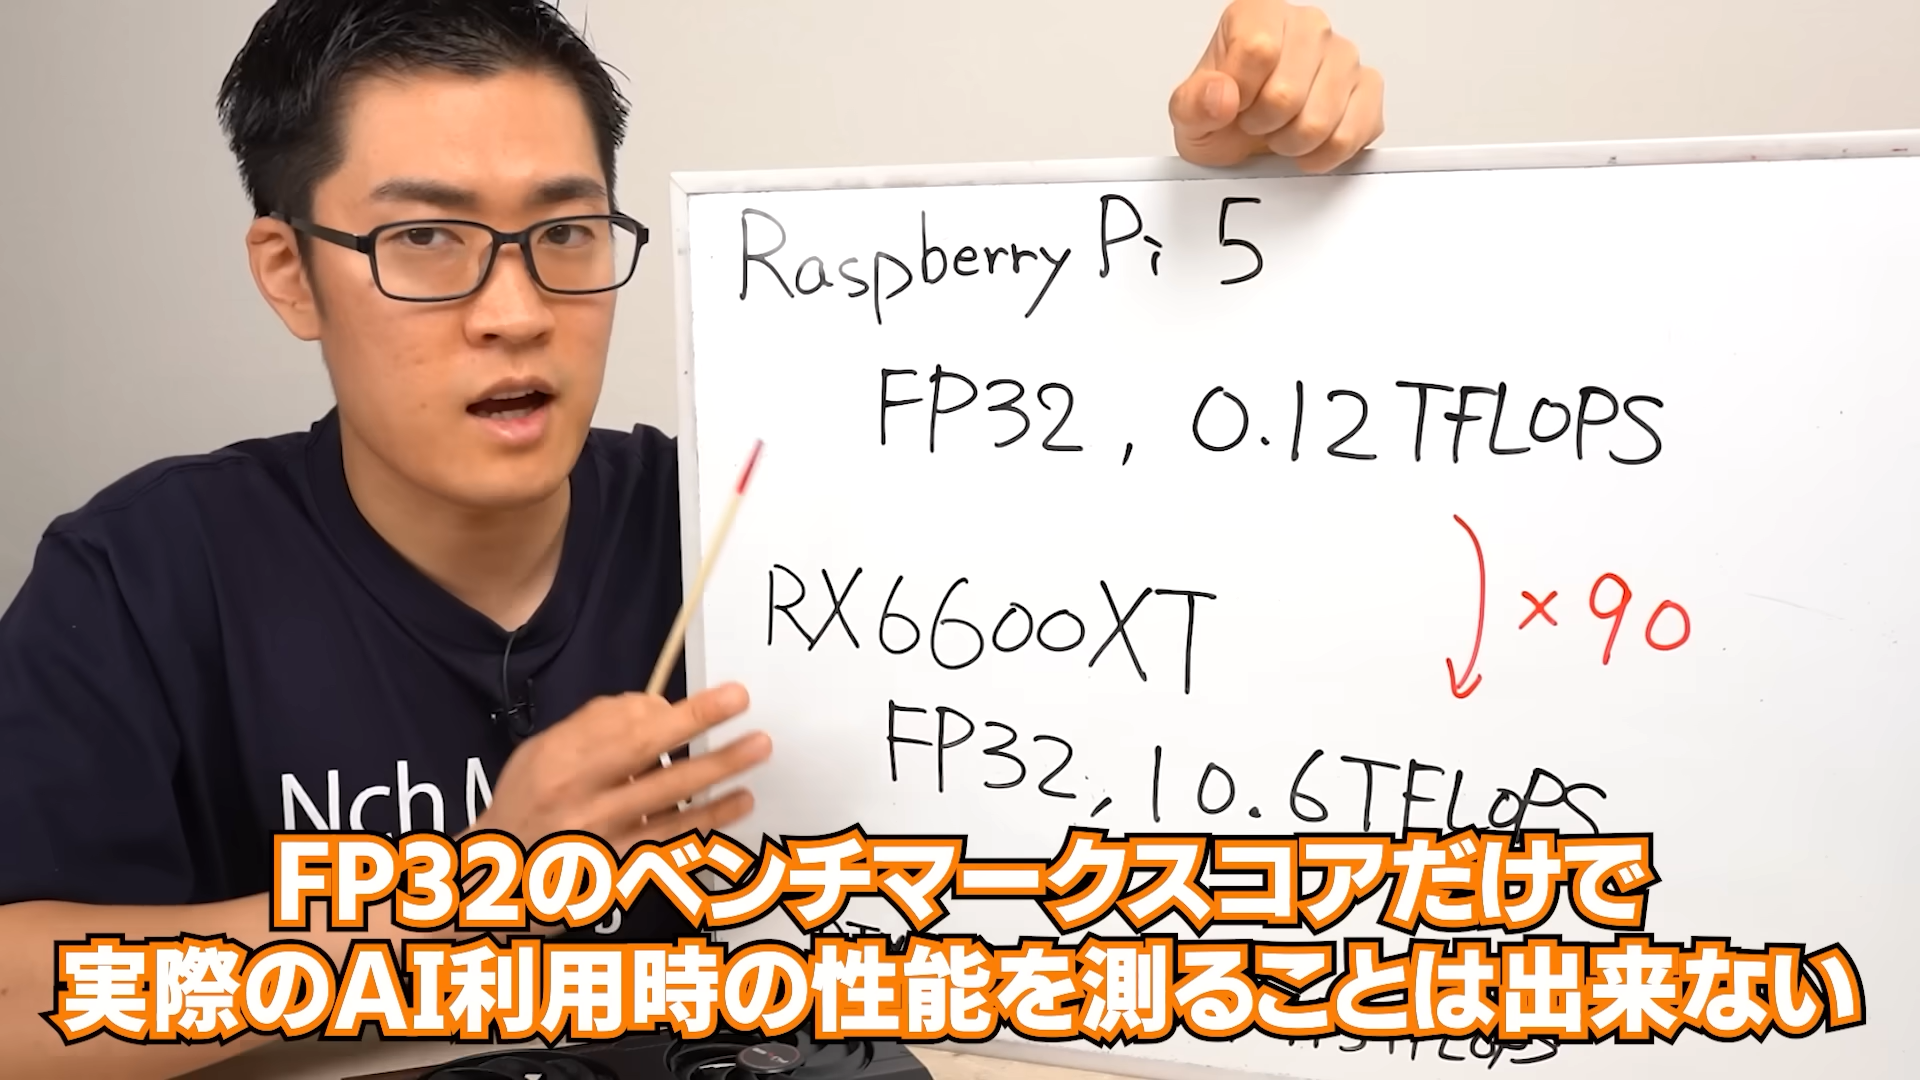 Raspberry Pi 5
FP32, 0.12TFLOPS
×90
RX6600XT
FP32, 10.6TFLOPS
Nch
FP32のベンチマークスコアだけで
実際のAI利用時の性能を測ることは出来ない